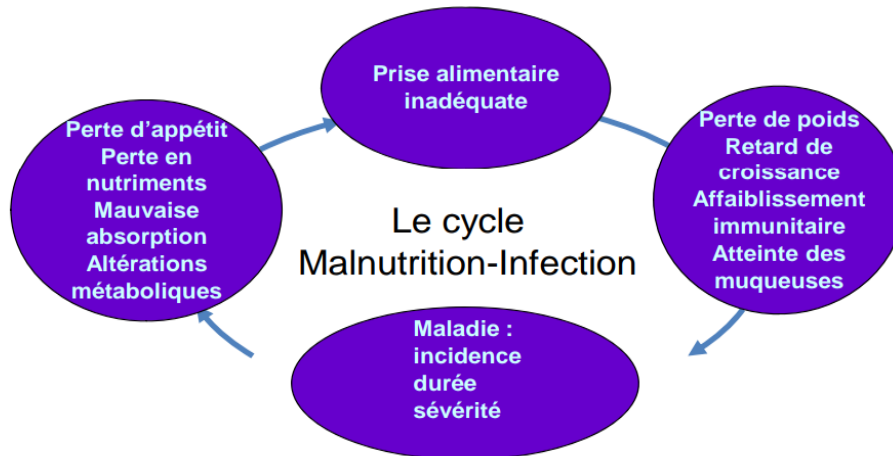 Prise alimentaire
inadéquate
Perte de poids
Retard de
croissance
Affaiblissement
immunitaire
Atteinte des
muqueuses
Maladie :
incidence
durée
sévérité
Perte d'appétit
Perte en
nutriments
Mauvaise
absorption
Altérations
métaboliques
Le cycle
Malnutrition-Infection